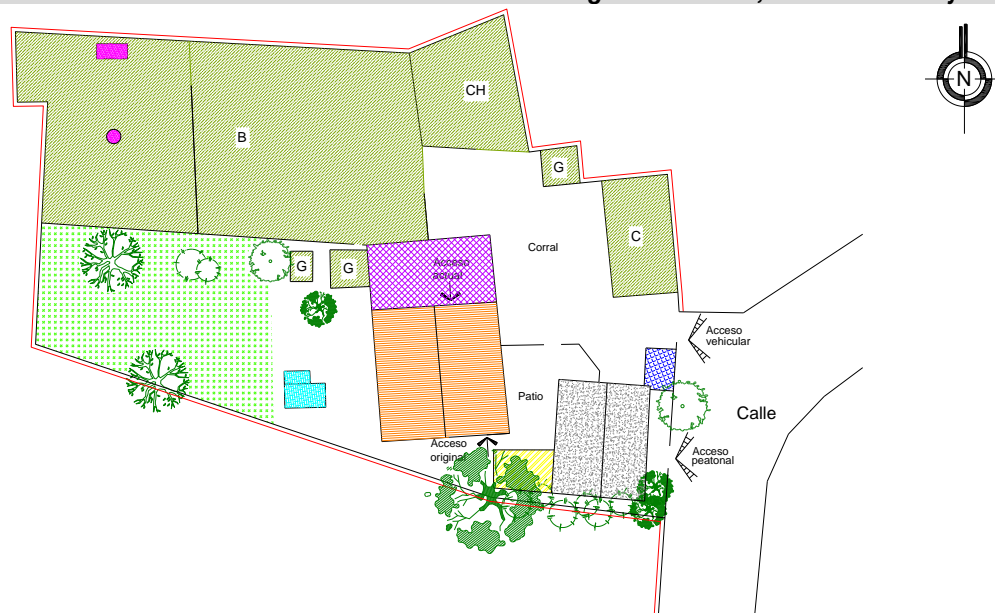 CH
N
B
G
C
Corral
Acceso
actual
G
G
Acceso
vehicular
Patio
Calle
Acceso
original
Acceso
peatonal